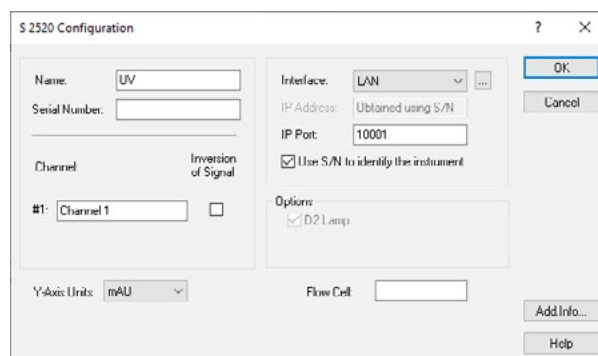 S 2520 Configuration
?
Name: UV
Serial Number:
Channel: Inversion of Signal
#1: Channel 1
Y-Axis Units: mAU
Interface: LAN ...
IP Address: Obtained using S/N
IP Port: 10001
Use S/N to identify the instrument
Options
D2 Lamp
Flow Cell:
OK
Cancel
Add.Info...
Help